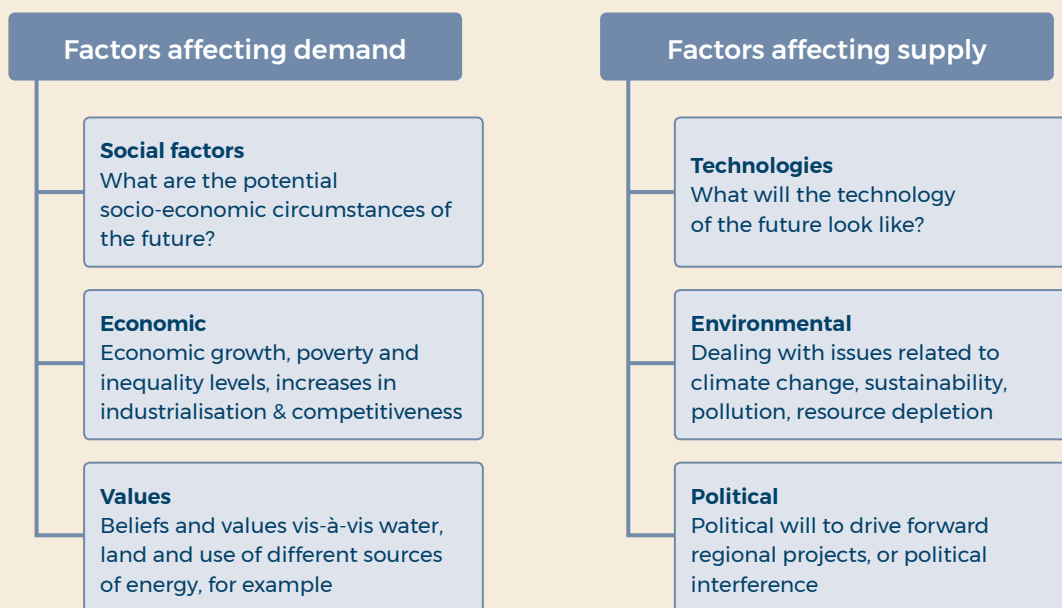 Factors affecting demand
Social factors
What are the potential
socio-economic circumstances of
the future?
Economic
Economic growth, poverty and
inequality levels, increases in
industrialisation & competitiveness
Values
Beliefs and values vis-à-vis water,
land and use of different sources
of energy, for example
Factors affecting supply
Technologies
What will the technology
of the future look like?
Environmental
Dealing with issues related to
climate change, sustainability,
pollution, resource depletion
Political
Political will to drive forward
regional projects, or political
interference